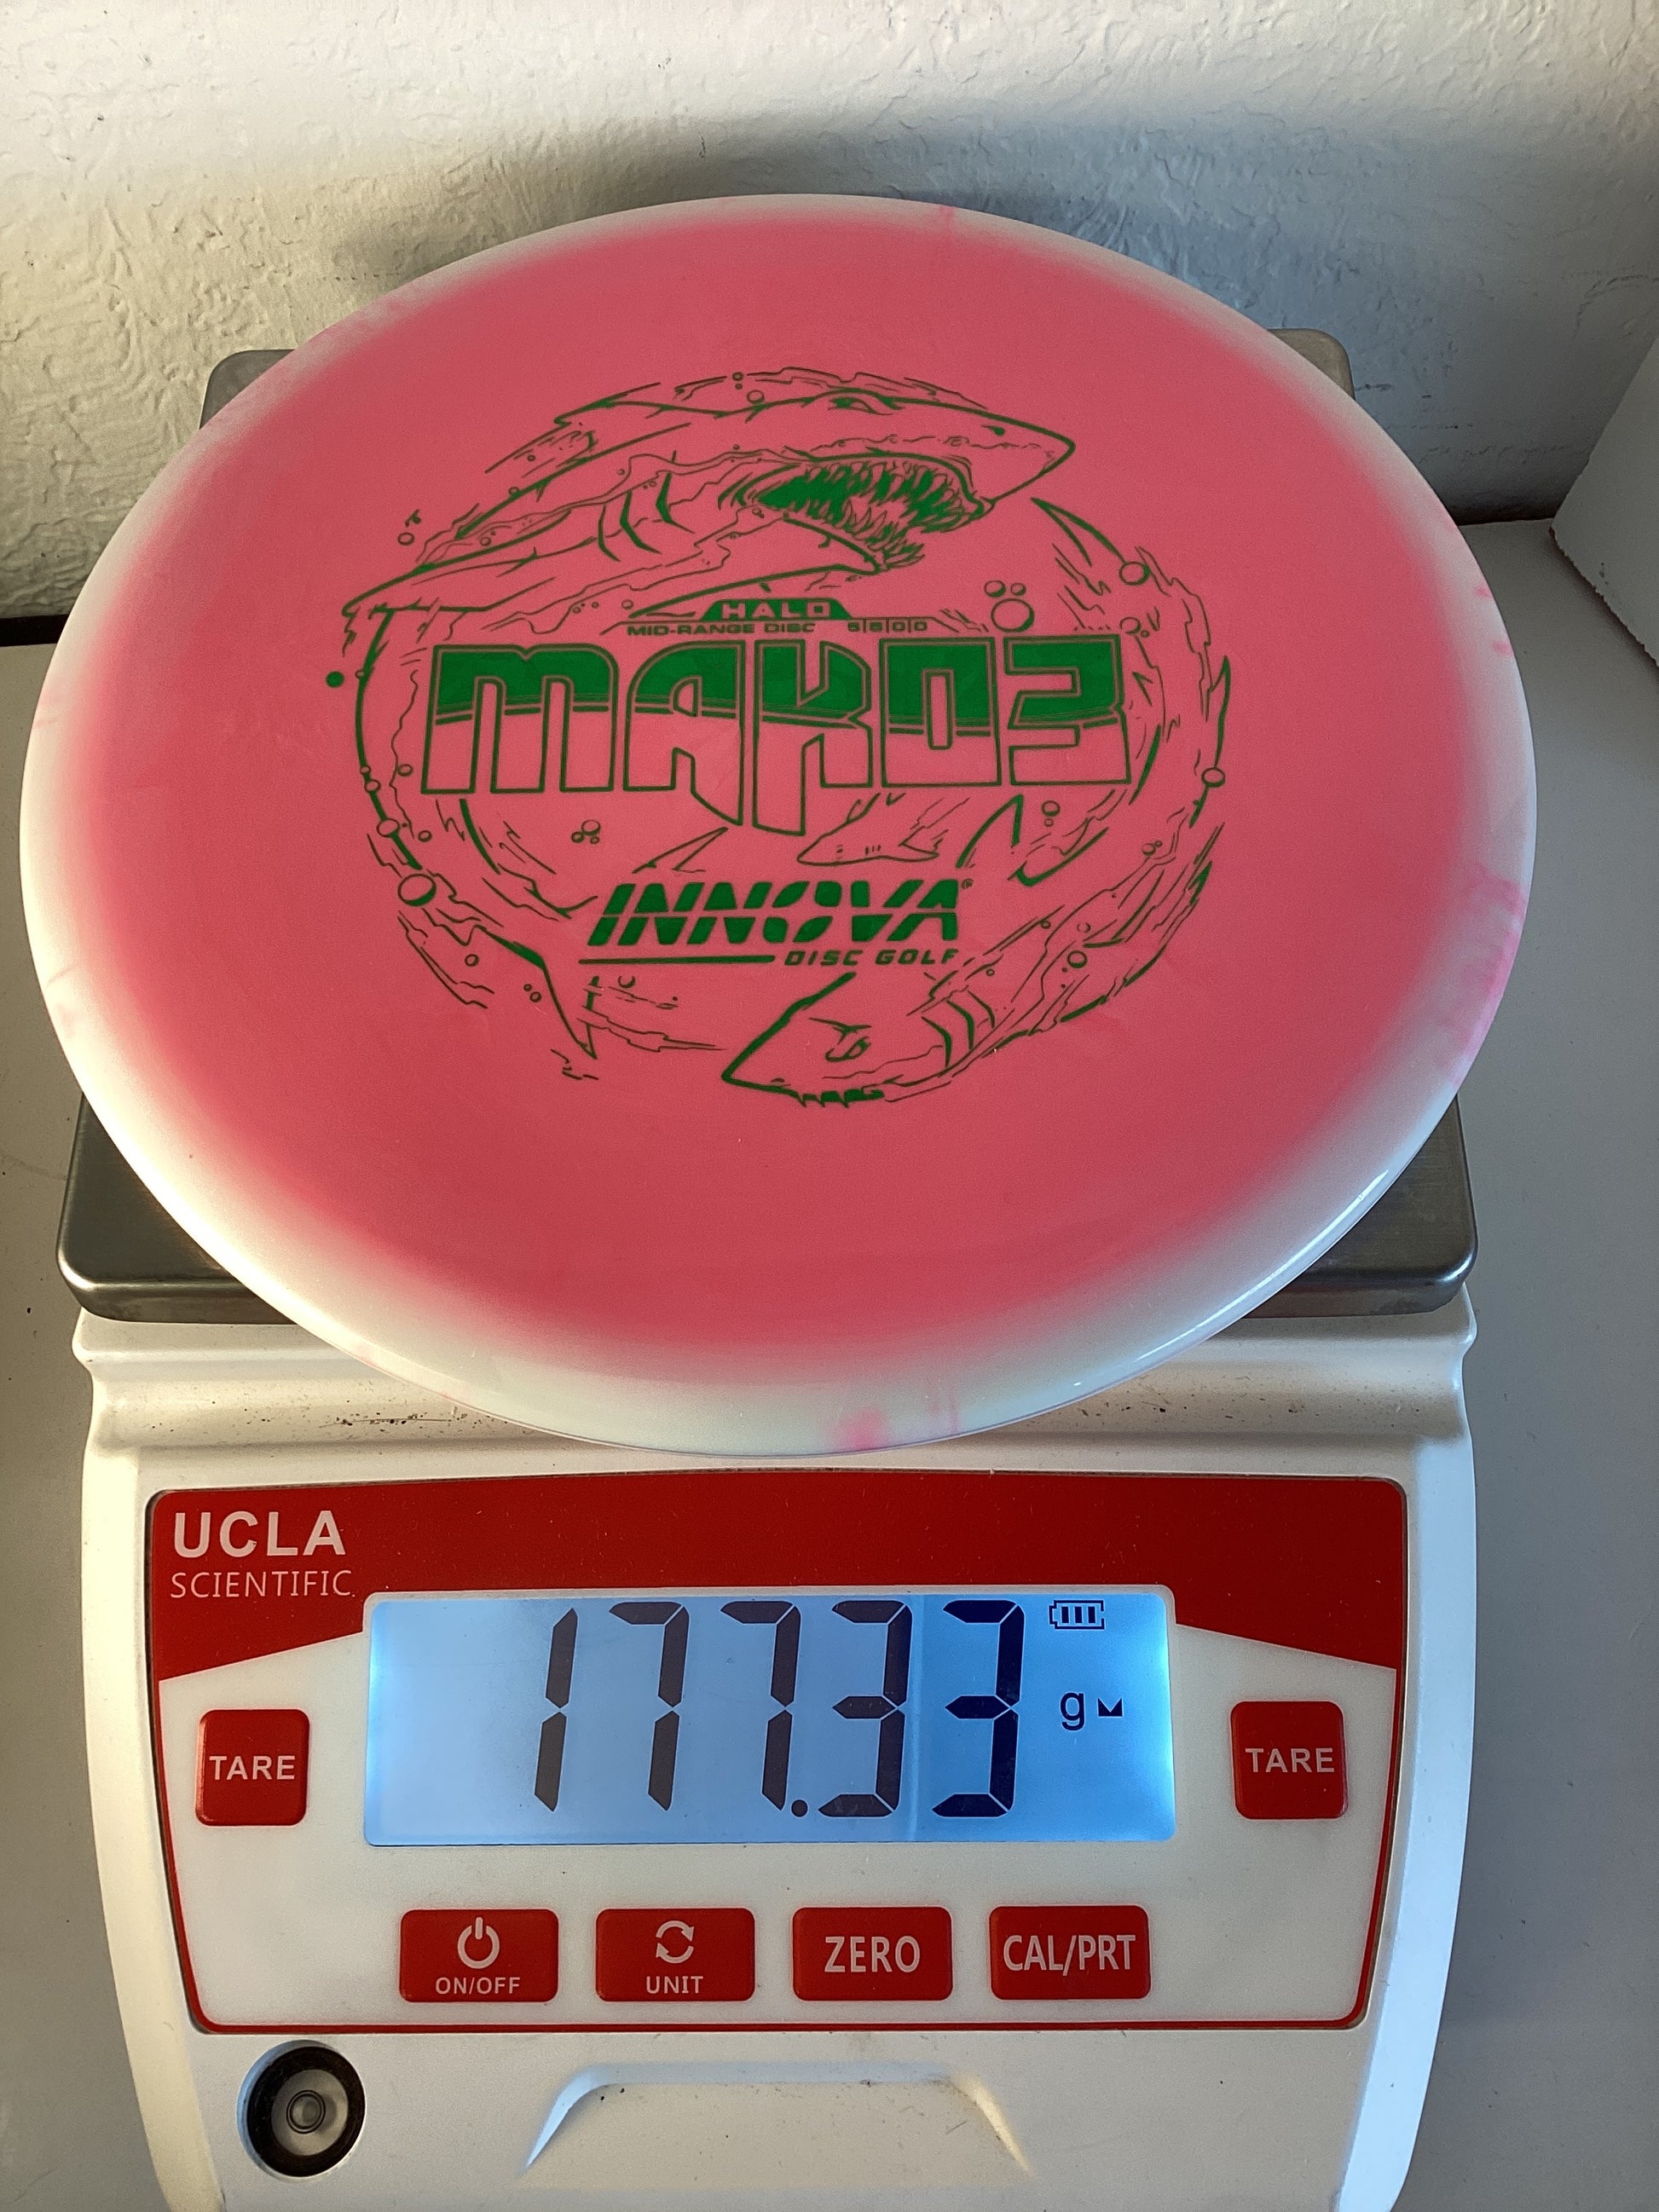 HALO
MID-RANGE DISC 5|5|0|0
MAKO3
INNOVA®
DISC GOLF
UCLA
SCIENTIFIC
177.33
g
TARE
TARE
ON/OFF
UNIT
ZERO
CAL/PRT